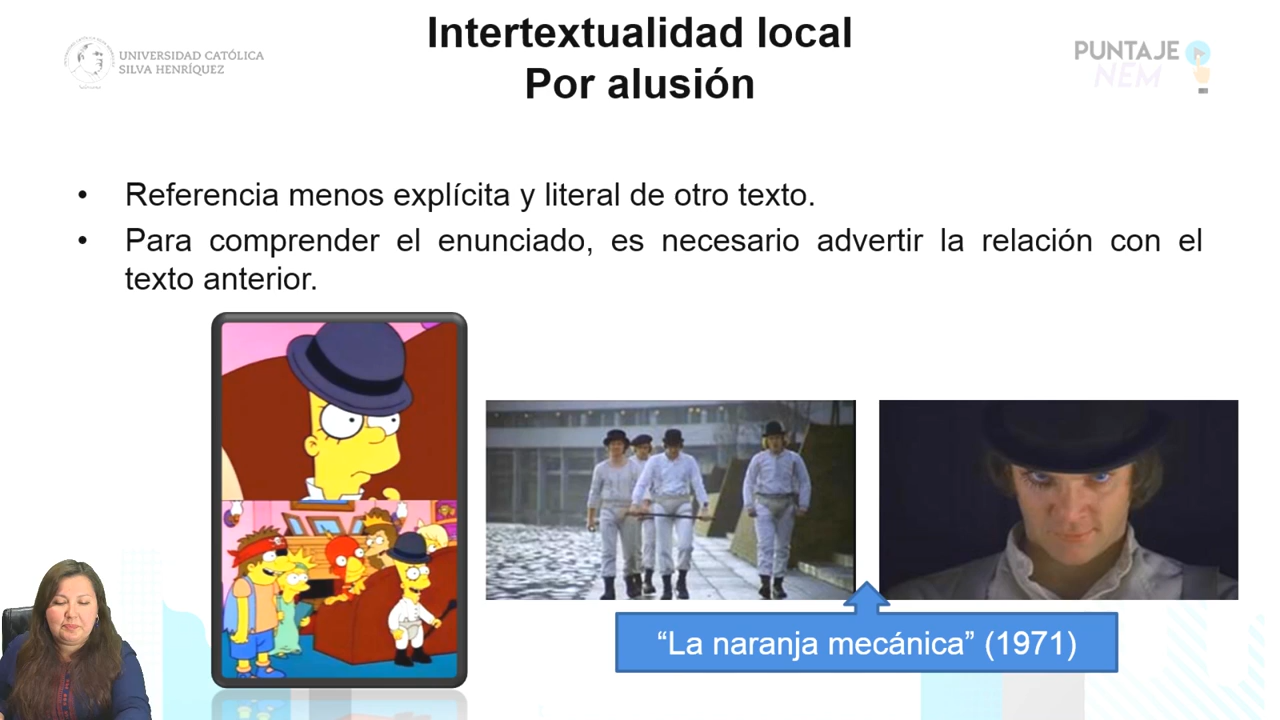 Intertextualidad local
Por alusión
UNIVERSIDAD CATÓLICA
SILVA HENRÍQUEZ
PUNTAJE
NEM
• Referencia menos explícita y literal de otro texto.
• Para comprender el enunciado, es necesario advertir la relación con el
texto anterior.
“La naranja mecánica” (1971)